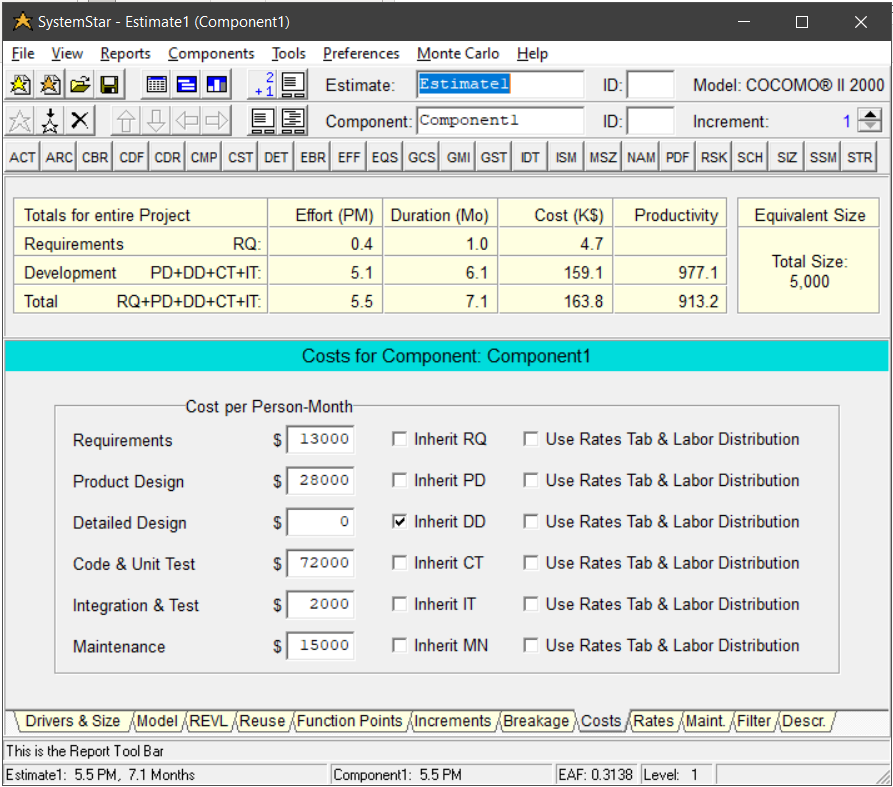 SystemStar - Estimate1 (Component1)
File View Reports Components Tools Preferences Monte Carlo Help
2 +1 Estimate: Estimate1 ID: Model: COCOMO® II 2000
Component: Component1 ID: Increment: 1
ACT ARC CBR CDF CDR CMP CST DET EBR EFF EQS GCS GMI GST IDT ISM MSZ NAM PDF RSK SCH SIZ SSM STR
Totals for entire Project Effort (PM) Duration (Mo) Cost (K$) Productivity Equivalent Size
Requirements RQ: 0.4 1.0 4.7
Development PD+DD+CT+IT: 5.1 6.1 159.1 977.1 Total Size:
5,000
Total RQ+PD+DD+CT+IT: 5.5 7.1 163.8 913.2
Costs for Component: Component1
Cost per Person-Month
Requirements $ 13000 Inherit RQ Use Rates Tab & Labor Distribution
Product Design $ 28000 Inherit PD Use Rates Tab & Labor Distribution
Detailed Design $ 0 Inherit DD Use Rates Tab & Labor Distribution
Code & Unit Test $ 72000 Inherit CT Use Rates Tab & Labor Distribution
Integration & Test $ 2000 Inherit IT Use Rates Tab & Labor Distribution
Maintenance $ 15000 Inherit MN Use Rates Tab & Labor Distribution
Drivers & Size Model REVL Reuse Function Points Increments Breakage Costs Rates Maint. Filter Descr.
This is the Report Tool Bar
Estimate1: 5.5 PM, 7.1 Months Component1: 5.5 PM EAF: 0.3138 Level: 1